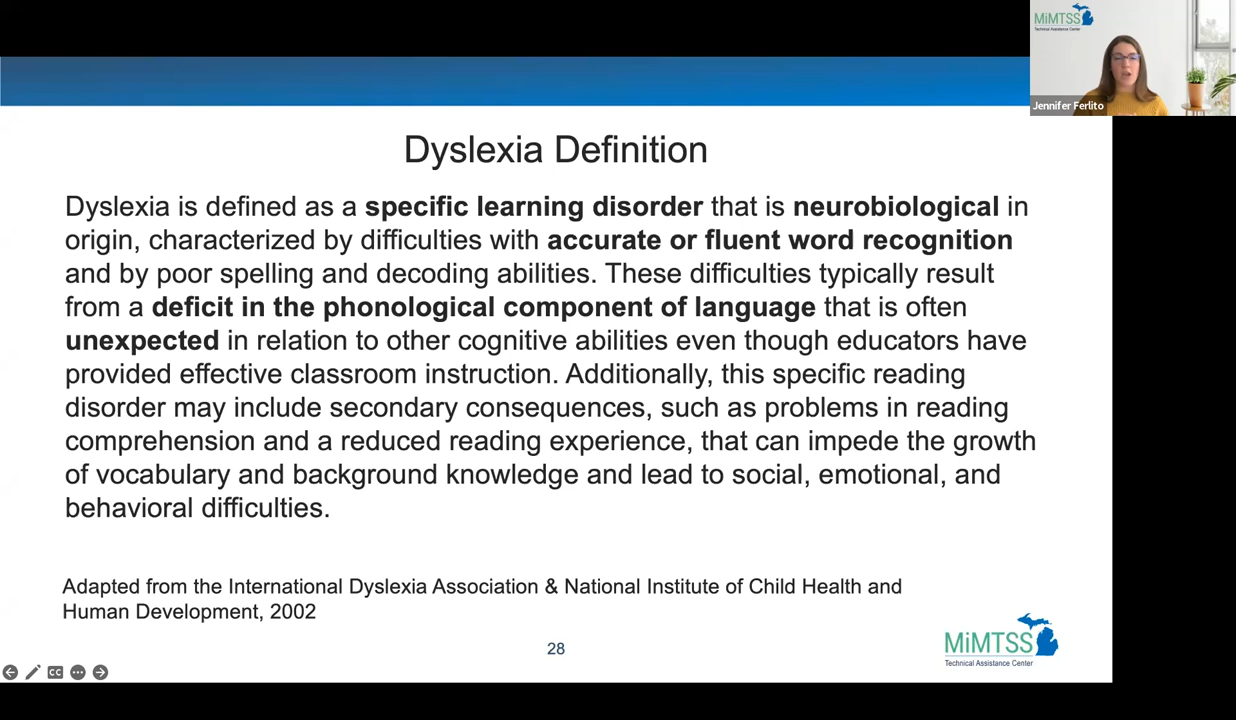 MiMTSS
Technical Assistance Center
Jennifer Ferlito
Dyslexia Definition
Dyslexia is defined as a specific learning disorder that is neurobiological in
origin, characterized by difficulties with accurate or fluent word recognition
and by poor spelling and decoding abilities. These difficulties typically result
from a deficit in the phonological component of language that is often
unexpected in relation to other cognitive abilities even though educators have
provided effective classroom instruction. Additionally, this specific reading
disorder may include secondary consequences, such as problems in reading
comprehension and a reduced reading experience, that can impede the growth
of vocabulary and background knowledge and lead to social, emotional, and
behavioral difficulties.
Adapted from the International Dyslexia Association & National Institute of Child Health and
Human Development, 2002
28
MiMTSS
Technical Assistance Center
CC